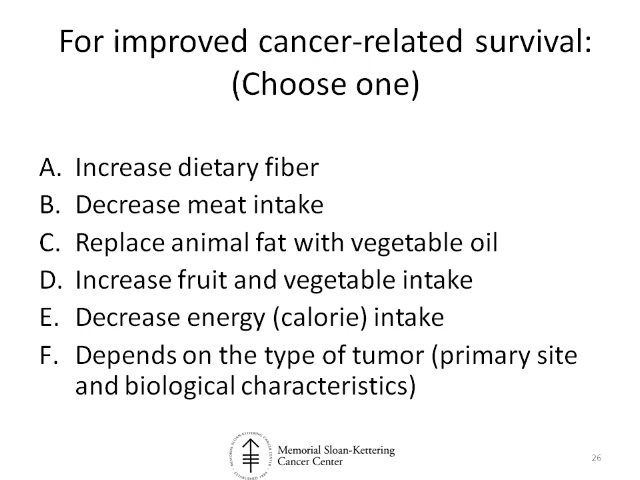 For improved cancer-related survival:
(Choose one)
A. Increase dietary fiber
B. Decrease meat intake
C. Replace animal fat with vegetable oil
D. Increase fruit and vegetable intake
E. Decrease energy (calorie) intake
F. Depends on the type of tumor (primary site
and biological characteristics)
Memorial Sloan-Kettering
Cancer Center
26